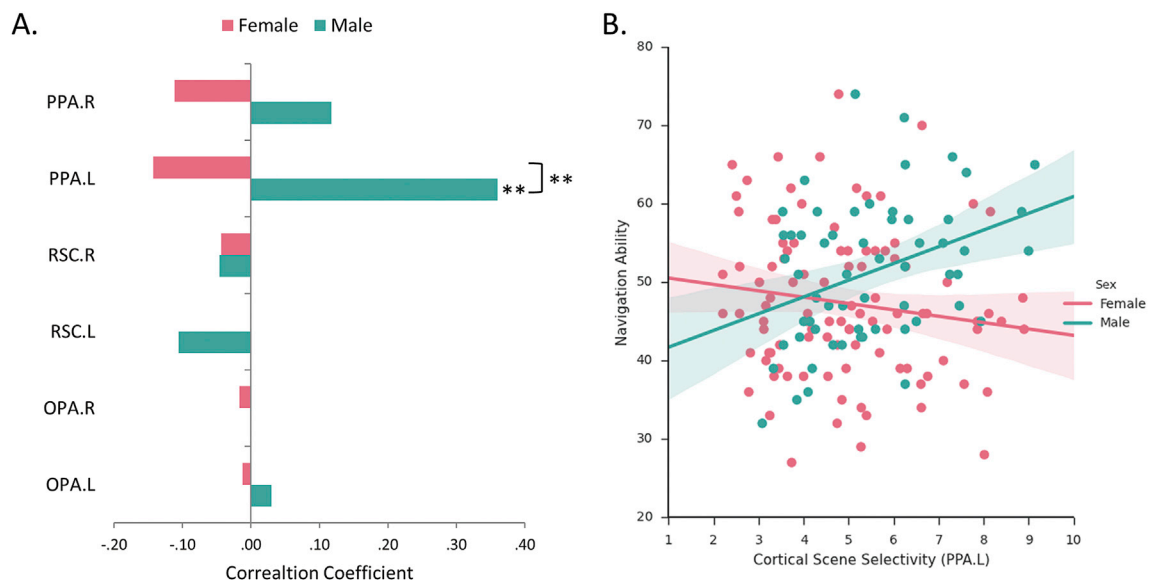 A.
Female Male
PPA.R
PPA.L
** **
RSC.R
RSC.L
OPA.R
OPA.L
-.20 -.10 .00 .10 .20 .30 .40
Correaltion Coefficient
B.
80
70
60
50
40
30
20
Navigation Ability
1 2 3 4 5 6 7 8 9 10
Cortical Scene Selectivity (PPA.L)
Sex
Female
Male